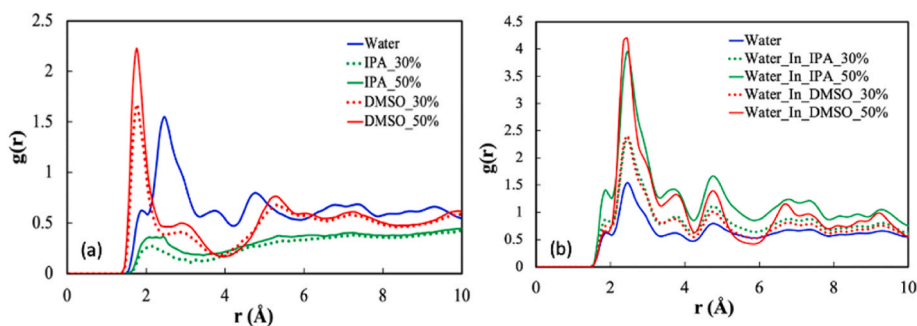 2.5
2
1.5
1
0.5
0
g(r)
Water
IPA_30%
IPA_50%
DMSO_30%
DMSO_50%
(a)
0 2 4 6 8 10
r (Å)
4.5
4
3.5
3
2.5
2
1.5
1
0.5
0
g(r)
Water
Water_In_IPA_30%
Water_In_IPA_50%
Water_In_DMSO_30%
Water_In_DMSO_50%
(b)
0 2 4 6 8 10
r (Å)